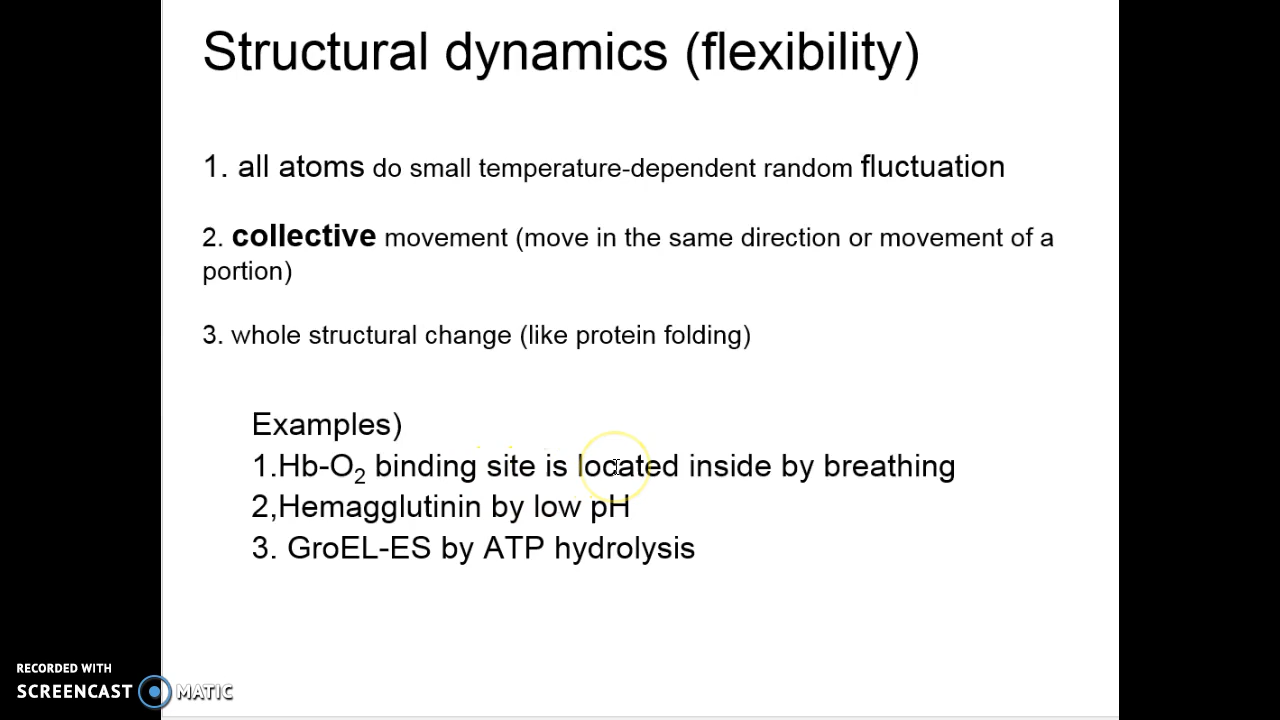 Structural dynamics (flexibility)
1. all atoms do small temperature-dependent random fluctuation
2. collective movement (move in the same direction or movement of a
portion)
3. whole structural change (like protein folding)
Examples)
1.Hb-O₂ binding site is located inside by breathing
2,Hemagglutinin by low pH
3. GroEL-ES by ATP hydrolysis
RECORDED WITH
SCREENCAST MATIC